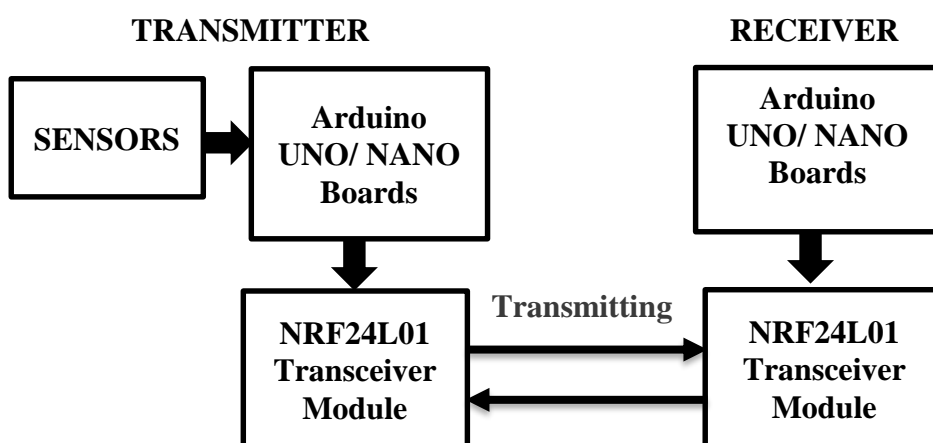 TRANSMITTER
RECEIVER
SENSORS
Arduino
UNO/ NANO
Boards
Arduino
UNO/ NANO
Boards
NRF24L01
Transceiver
Module
Transmitting
NRF24L01
Transceiver
Module